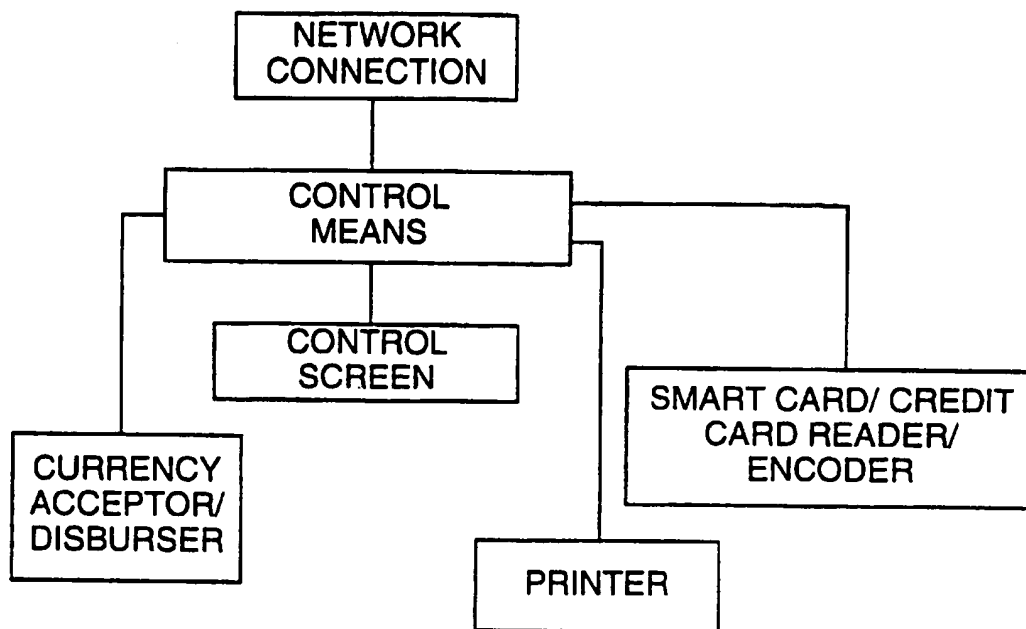 NETWORK
CONNECTION
CONTROL
MEANS
CONTROL
SCREEN
SMART CARD/ CREDIT
CARD READER/
ENCODER
CURRENCY
ACCEPTOR/
DISBURSER
PRINTER